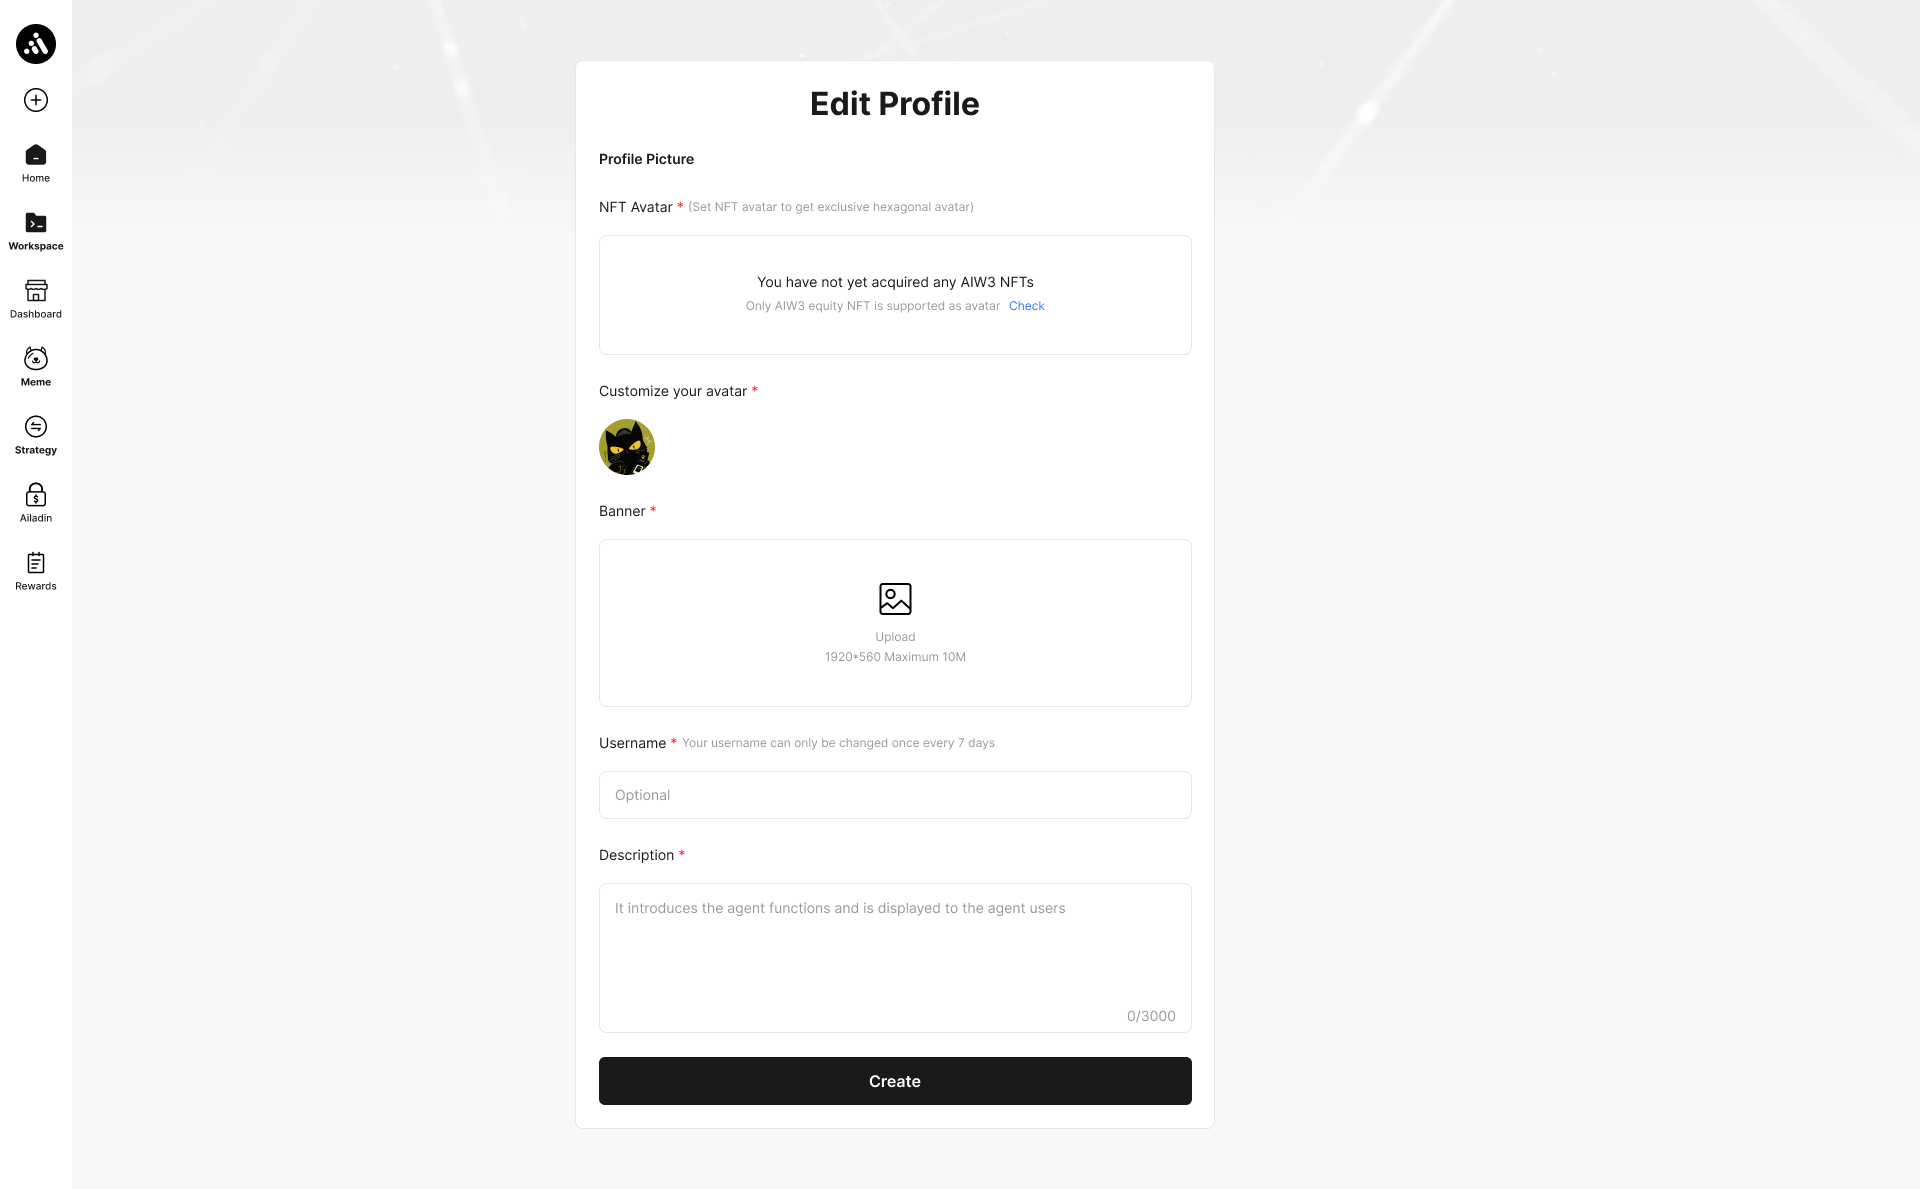 Home
Workspace
Dashboard
Meme
Strategy
Ailadin
Rewards
Edit Profile
Profile Picture
NFT Avatar * (Set NFT avatar to get exclusive hexagonal avatar)
You have not yet acquired any AIW3 NFTs
Only AIW3 equity NFT is supported as avatar Check
Customize your avatar *
Banner *
Upload
1920*560 Maximum 10M
Username * Your username can only be changed once every 7 days
Optional
Description *
It introduces the agent functions and is displayed to the agent users
0/3000
Create